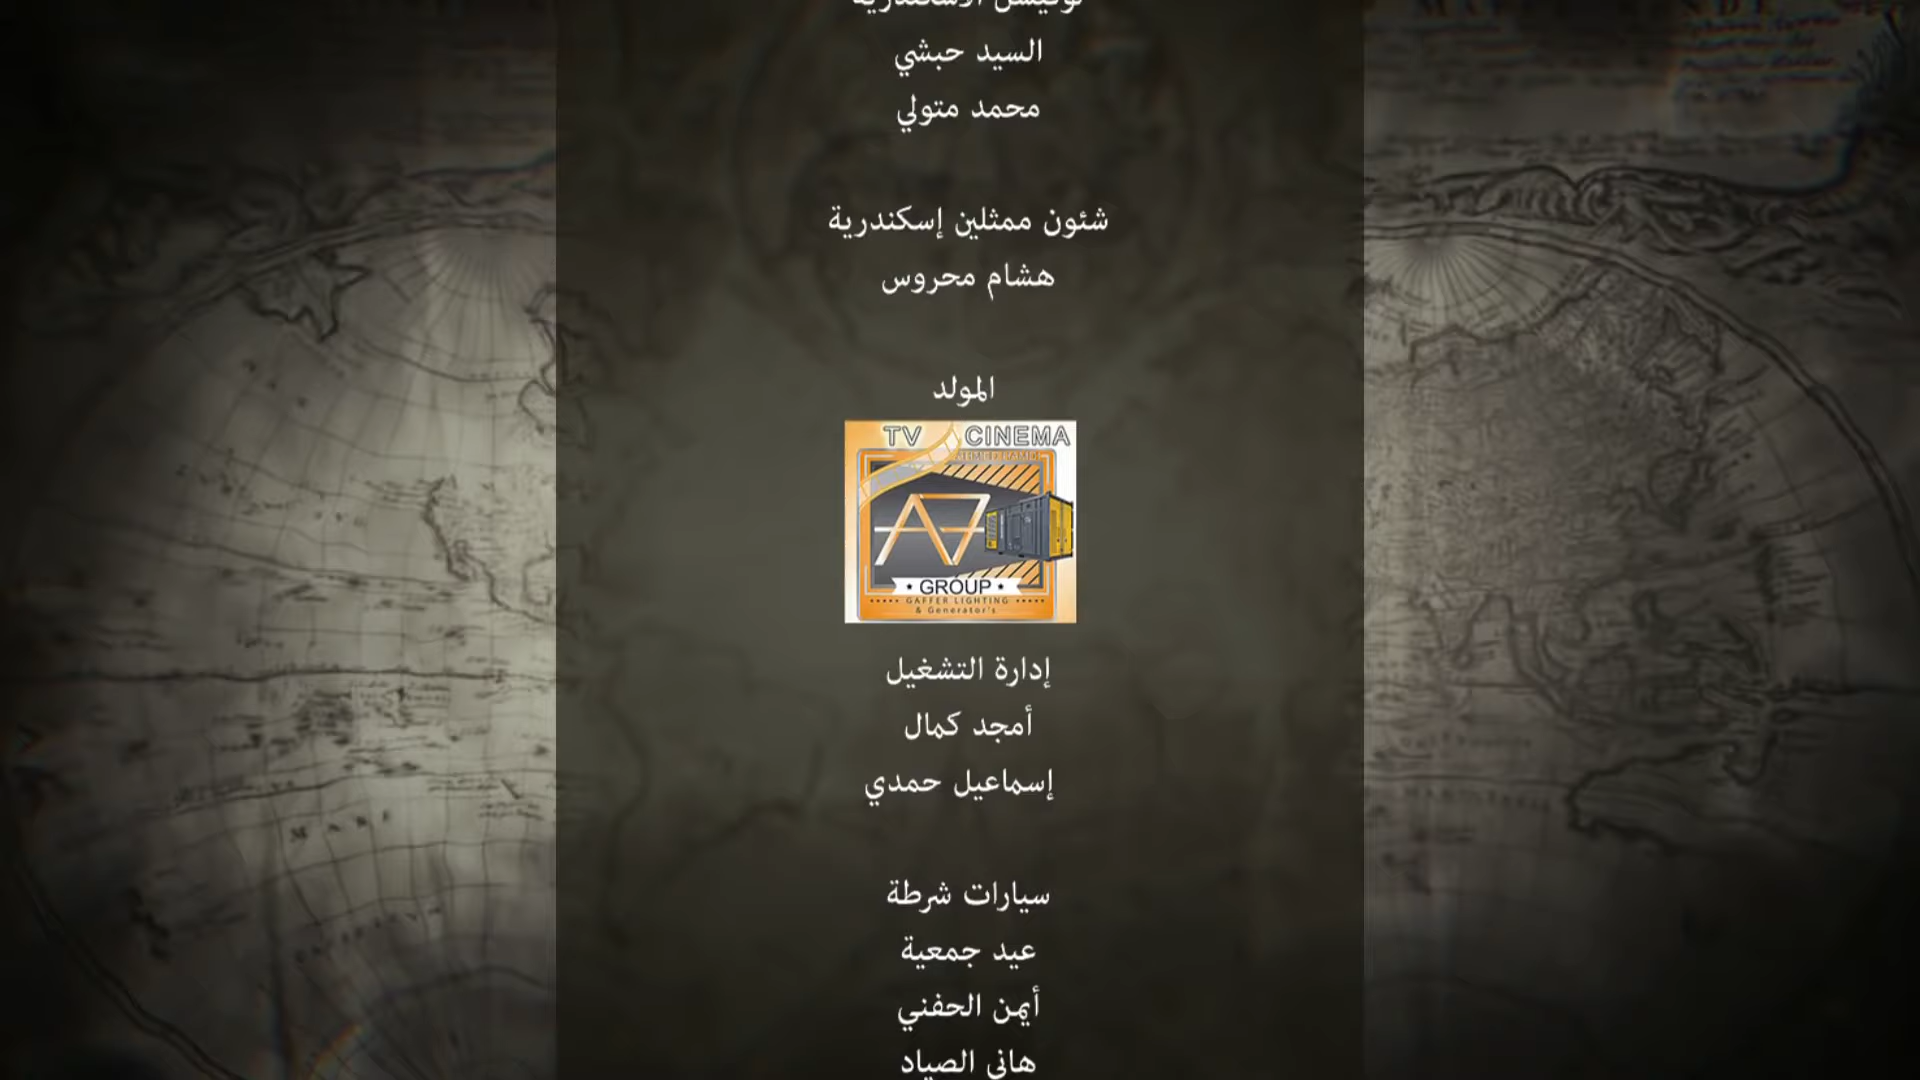 السيد حبشي
محمد متولي
شئون ممثلين إسكندرية
هشام محروس
المولد
TV CINEMA
A7
GROUP
GAFFER LIGHTING
& Generator's
إدارة التشغيل
أمجد كمال
إسماعيل حمدي
سيارات شرطة
عيد جمعية
أيمن الحفني
هاني الصياد
MARE